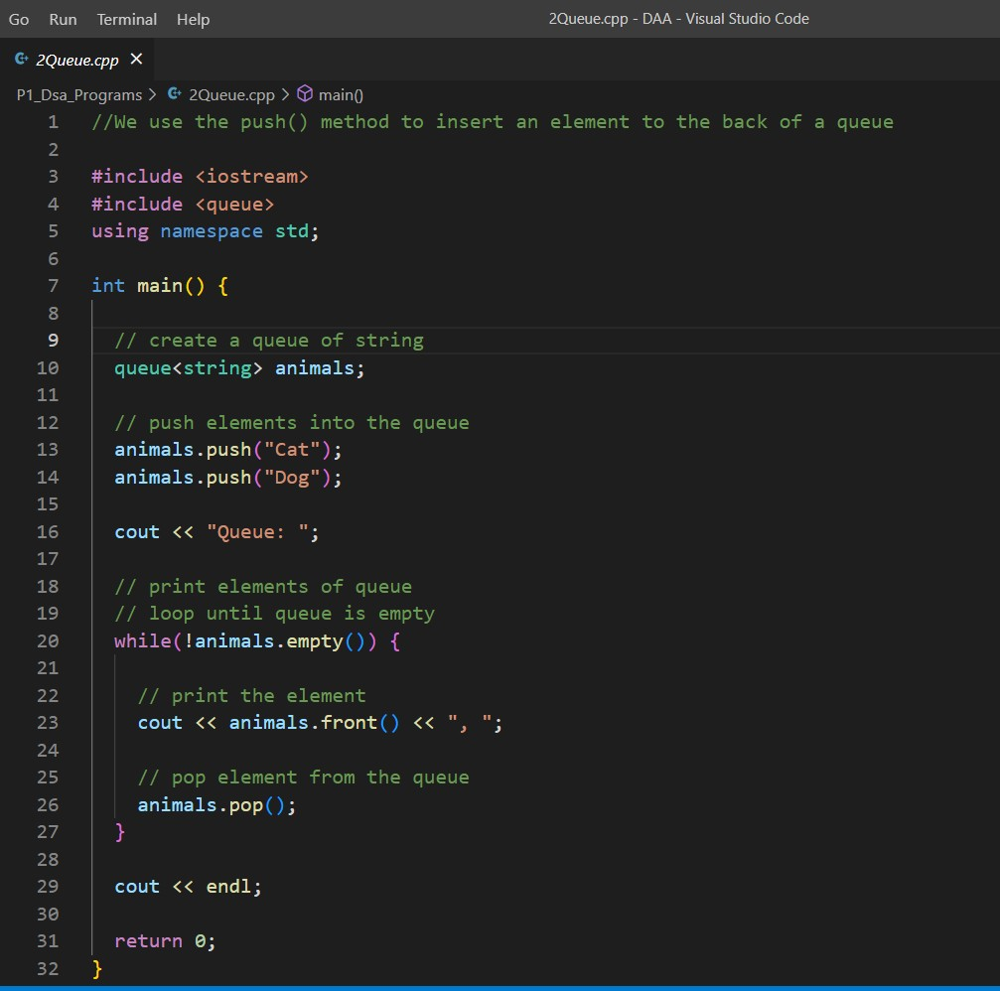 Go Run Terminal Help 2Queue.cpp - DAA - Visual Studio Code
2Queue.cpp
P1_Dsa_Programs > 2Queue.cpp > main()
1 //We use the push() method to insert an element to the back of a queue
2
3 #include <iostream>
4 #include <queue>
5 using namespace std;
6
7 int main() {
8
9 // create a queue of string
10 queue<string> animals;
11
12 // push elements into the queue
13 animals.push("Cat");
14 animals.push("Dog");
15
16 cout << "Queue: ";
17
18 // print elements of queue
19 // loop until queue is empty
20 while(!animals.empty()) {
21
22 // print the element
23 cout << animals.front() << ", ";
24
25 // pop element from the queue
26 animals.pop();
27 }
28
29 cout << endl;
30
31 return 0;
32 }